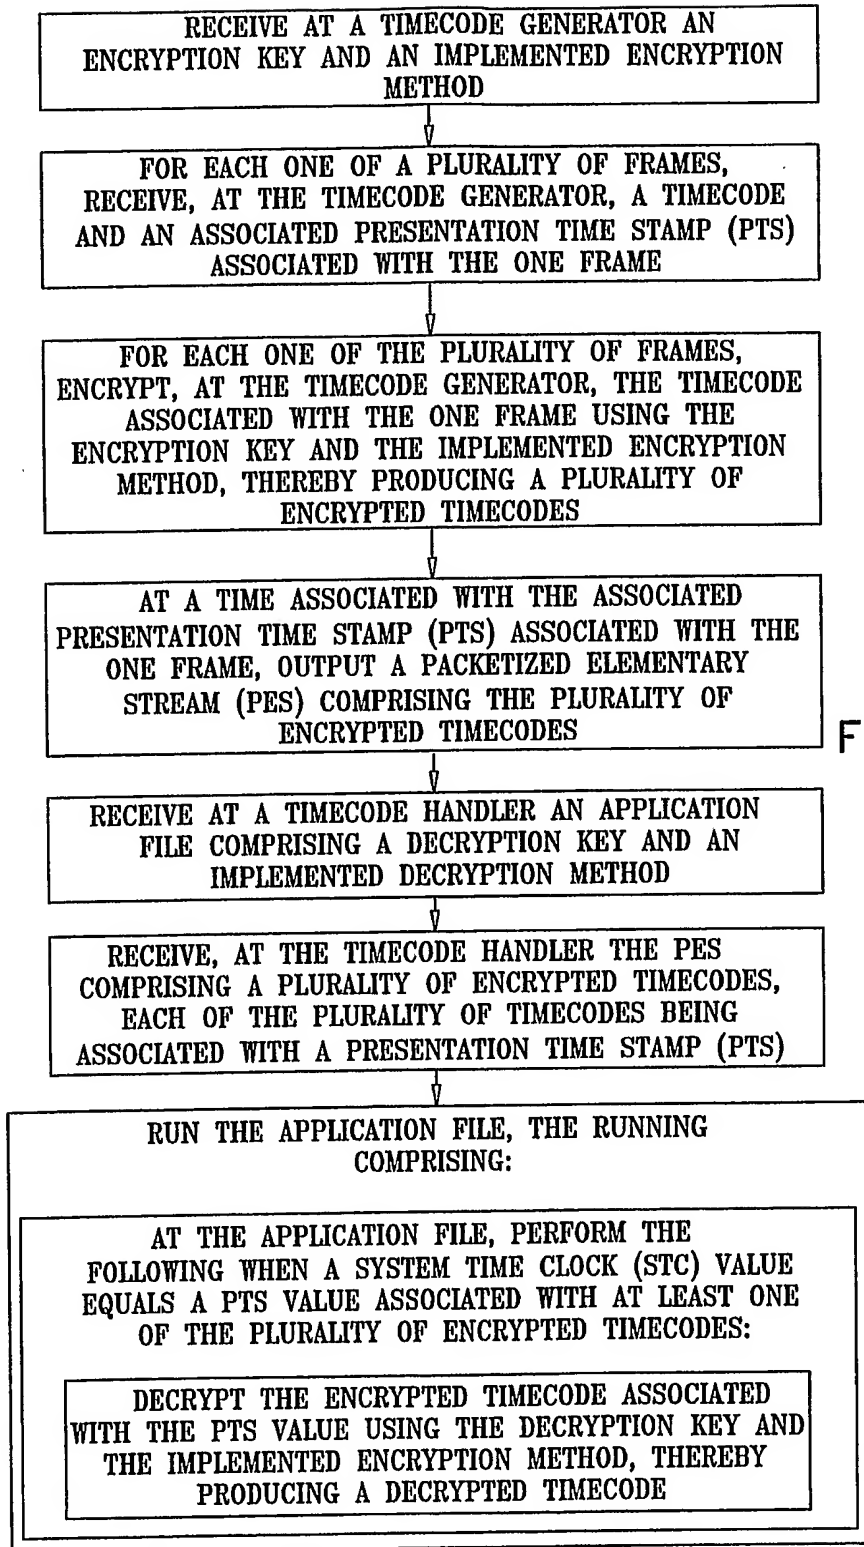 RECEIVE AT A TIMECODE GENERATOR AN
ENCRYPTION KEY AND AN IMPLEMENTED ENCRYPTION
METHOD
FOR EACH ONE OF A PLURALITY OF FRAMES,
RECEIVE, AT THE TIMECODE GENERATOR, A TIMECODE
AND AN ASSOCIATED PRESENTATION TIME STAMP (PTS)
ASSOCIATED WITH THE ONE FRAME
FOR EACH ONE OF THE PLURALITY OF FRAMES,
ENCRYPT, AT THE TIMECODE GENERATOR, THE TIMECODE
ASSOCIATED WITH THE ONE FRAME USING THE
ENCRYPTION KEY AND THE IMPLEMENTED ENCRYPTION
METHOD, THEREBY PRODUCING A PLURALITY OF
ENCRYPTED TIMECODES
AT A TIME ASSOCIATED WITH THE ASSOCIATED
PRESENTATION TIME STAMP (PTS) ASSOCIATED WITH THE
ONE FRAME, OUTPUT A PACKETIZED ELEMENTARY
STREAM (PES) COMPRISING THE PLURALITY OF
ENCRYPTED TIMECODES
F
RECEIVE AT A TIMECODE HANDLER AN APPLICATION
FILE COMPRISING A DECRYPTION KEY AND AN
IMPLEMENTED DECRYPTION METHOD
RECEIVE, AT THE TIMECODE HANDLER THE PES
COMPRISING A PLURALITY OF ENCRYPTED TIMECODES,
EACH OF THE PLURALITY OF TIMECODES BEING
ASSOCIATED WITH A PRESENTATION TIME STAMP (PTS)
RUN THE APPLICATION FILE, THE RUNNING
COMPRISING:
AT THE APPLICATION FILE, PERFORM THE
FOLLOWING WHEN A SYSTEM TIME CLOCK (STC) VALUE
EQUALS A PTS VALUE ASSOCIATED WITH AT LEAST ONE
OF THE PLURALITY OF ENCRYPTED TIMECODES:
DECRYPT THE ENCRYPTED TIMECODE ASSOCIATED
WITH THE PTS VALUE USING THE DECRYPTION KEY AND
THE IMPLEMENTED ENCRYPTION METHOD, THEREBY
PRODUCING A DECRYPTED TIMECODE